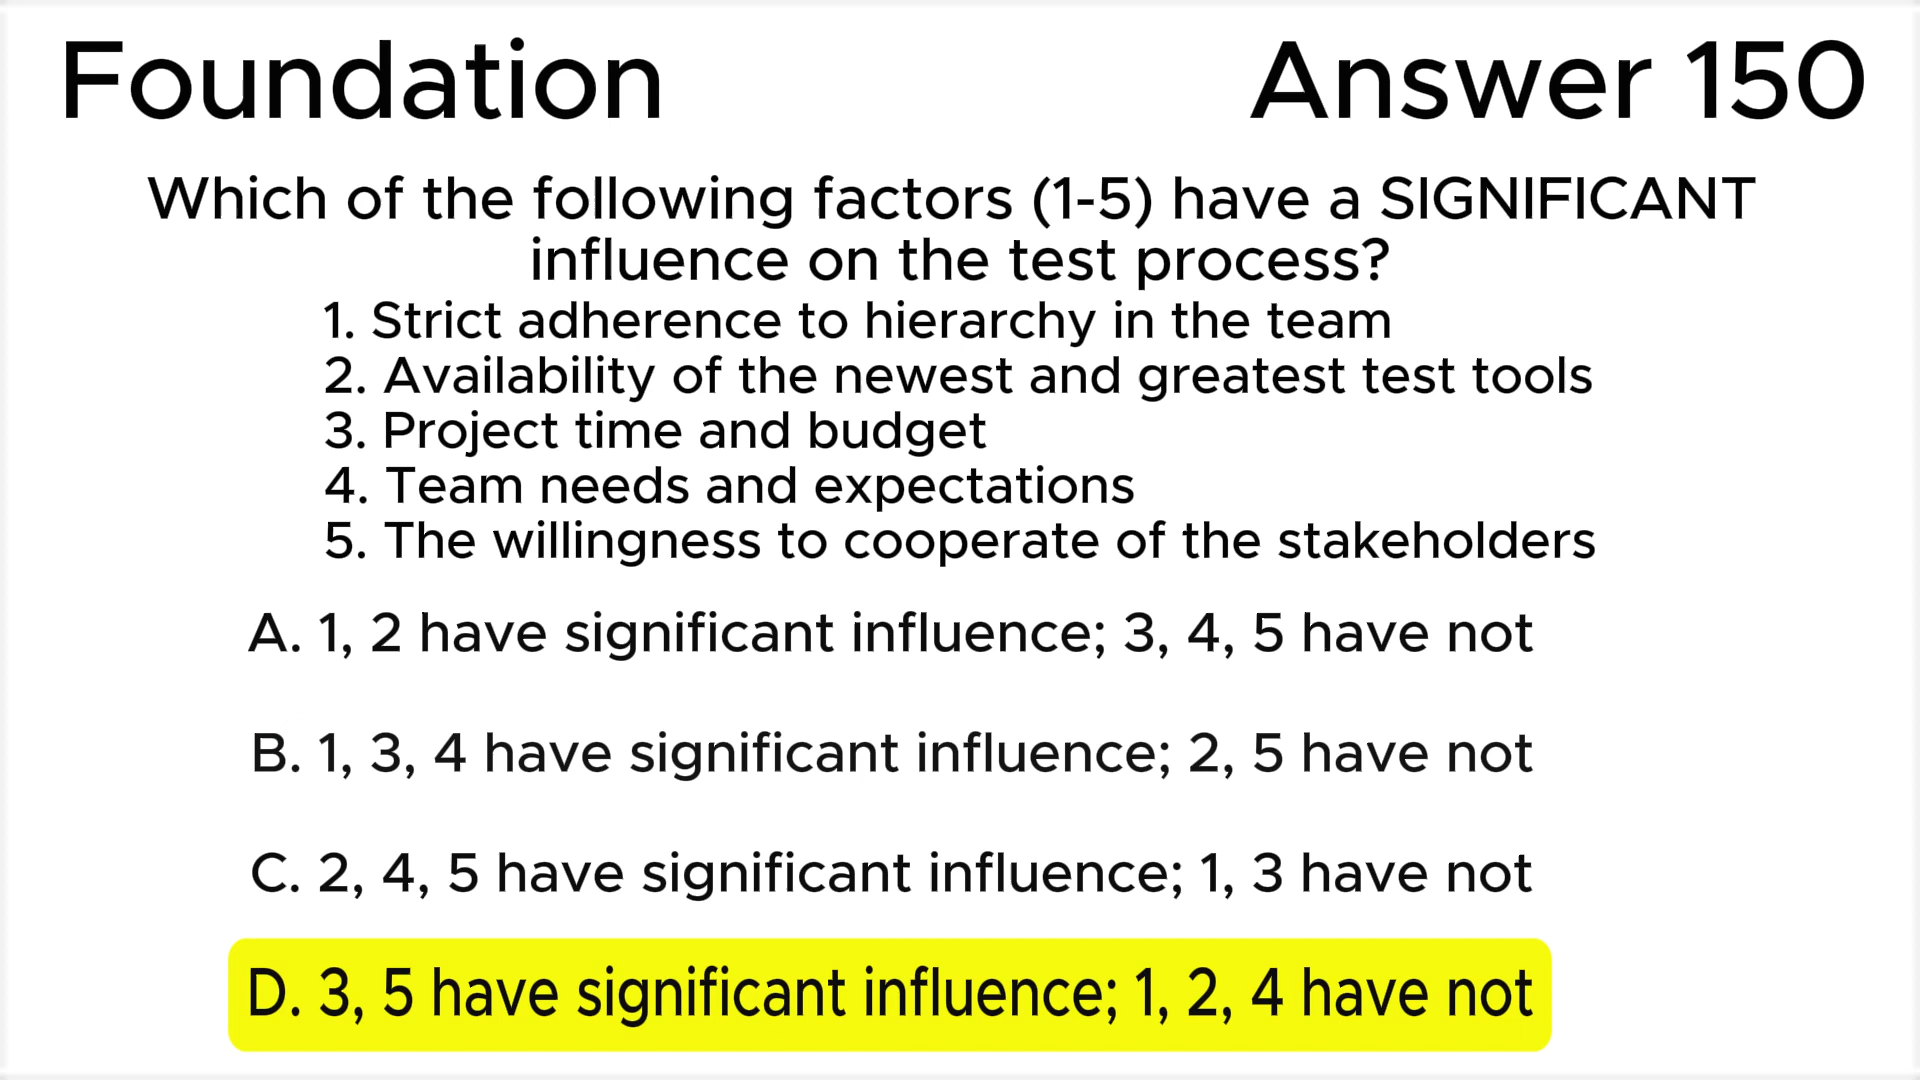 Foundation
Answer 150
Which of the following factors (1-5) have a SIGNIFICANT
influence on the test process?
1. Strict adherence to hierarchy in the team
2. Availability of the newest and greatest test tools
3. Project time and budget
4. Team needs and expectations
5. The willingness to cooperate of the stakeholders
A. 1, 2 have significant influence; 3, 4, 5 have not
B. 1, 3, 4 have significant influence; 2, 5 have not
C. 2, 4, 5 have significant influence; 1, 3 have not
D. 3, 5 have significant influence; 1, 2, 4 have not